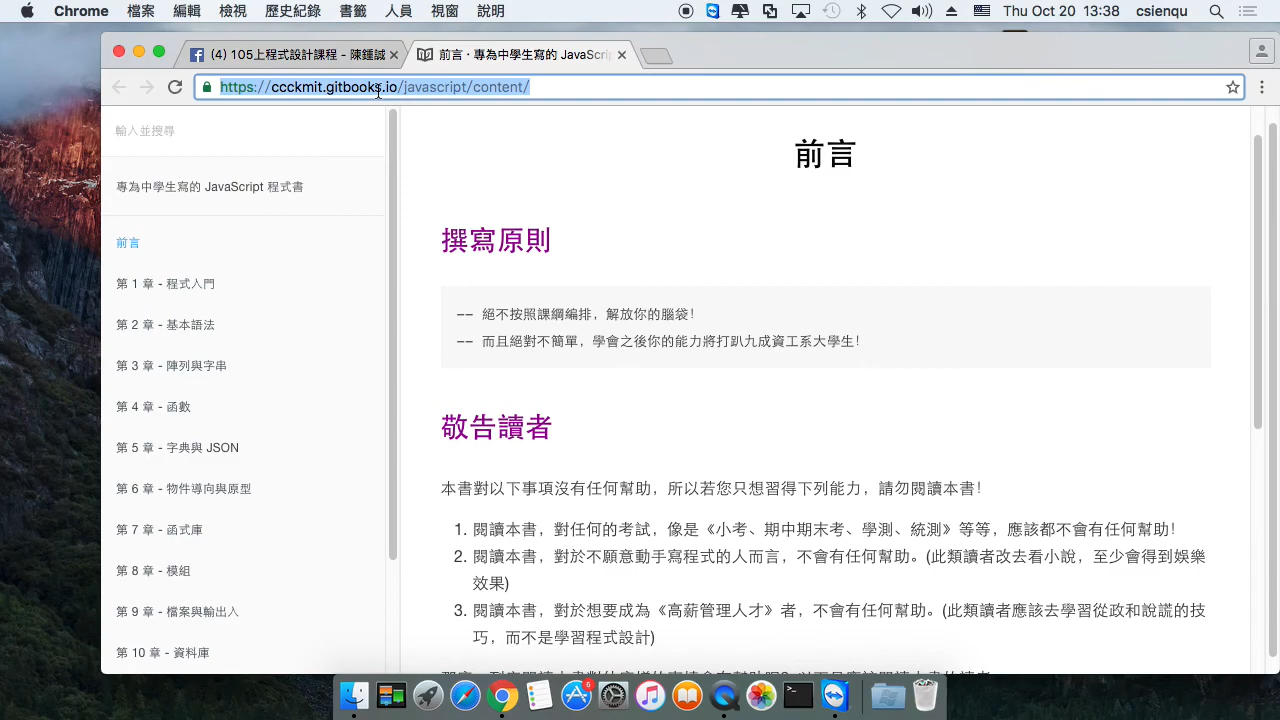 Chrome 檔案 編輯 檢視 歷史紀錄 書籤 人員 視窗 說明 Thu Oct 20 13:38 csienqu
(4) 105上程式設計課程 - 陳鍾誠
前言 · 專為中學生寫的 JavaScrip
https://ccckmit.gitbooks.io/javascript/content/
輸入並搜尋
專為中學生寫的 JavaScript 程式書
前言
第 1 章 - 程式入門
第 2 章 - 基本語法
第 3 章 - 陣列與字串
第 4 章 - 函數
第 5 章 - 字典與 JSON
第 6 章 - 物件導向與原型
第 7 章 - 函式庫
第 8 章 - 模組
第 9 章 - 檔案與輸出入
第 10 章 - 資料庫
前言
撰寫原則
-- 絕不按照課綱編排，解放你的腦袋！
-- 而且絕對不簡單，學會之後你的能力將打趴九成資工系大學生！
敬告讀者
本書對以下事項沒有任何幫助，所以若您只想習得下列能力，請勿閱讀本書！
1. 閱讀本書，對任何的考試，像是《小考、期中期末考、學測、統測》等等，應該都不會有任何幫助！
2. 閱讀本書，對於不願意動手寫程式的人而言，不會有任何幫助。(此類讀者改去看小說，至少會得到娛樂
效果)
3. 閱讀本書，對於想要成為《高薪管理人才》者，不會有任何幫助。(此類讀者應該去學習從政和說謊的技
巧，而不是學習程式設計)
6